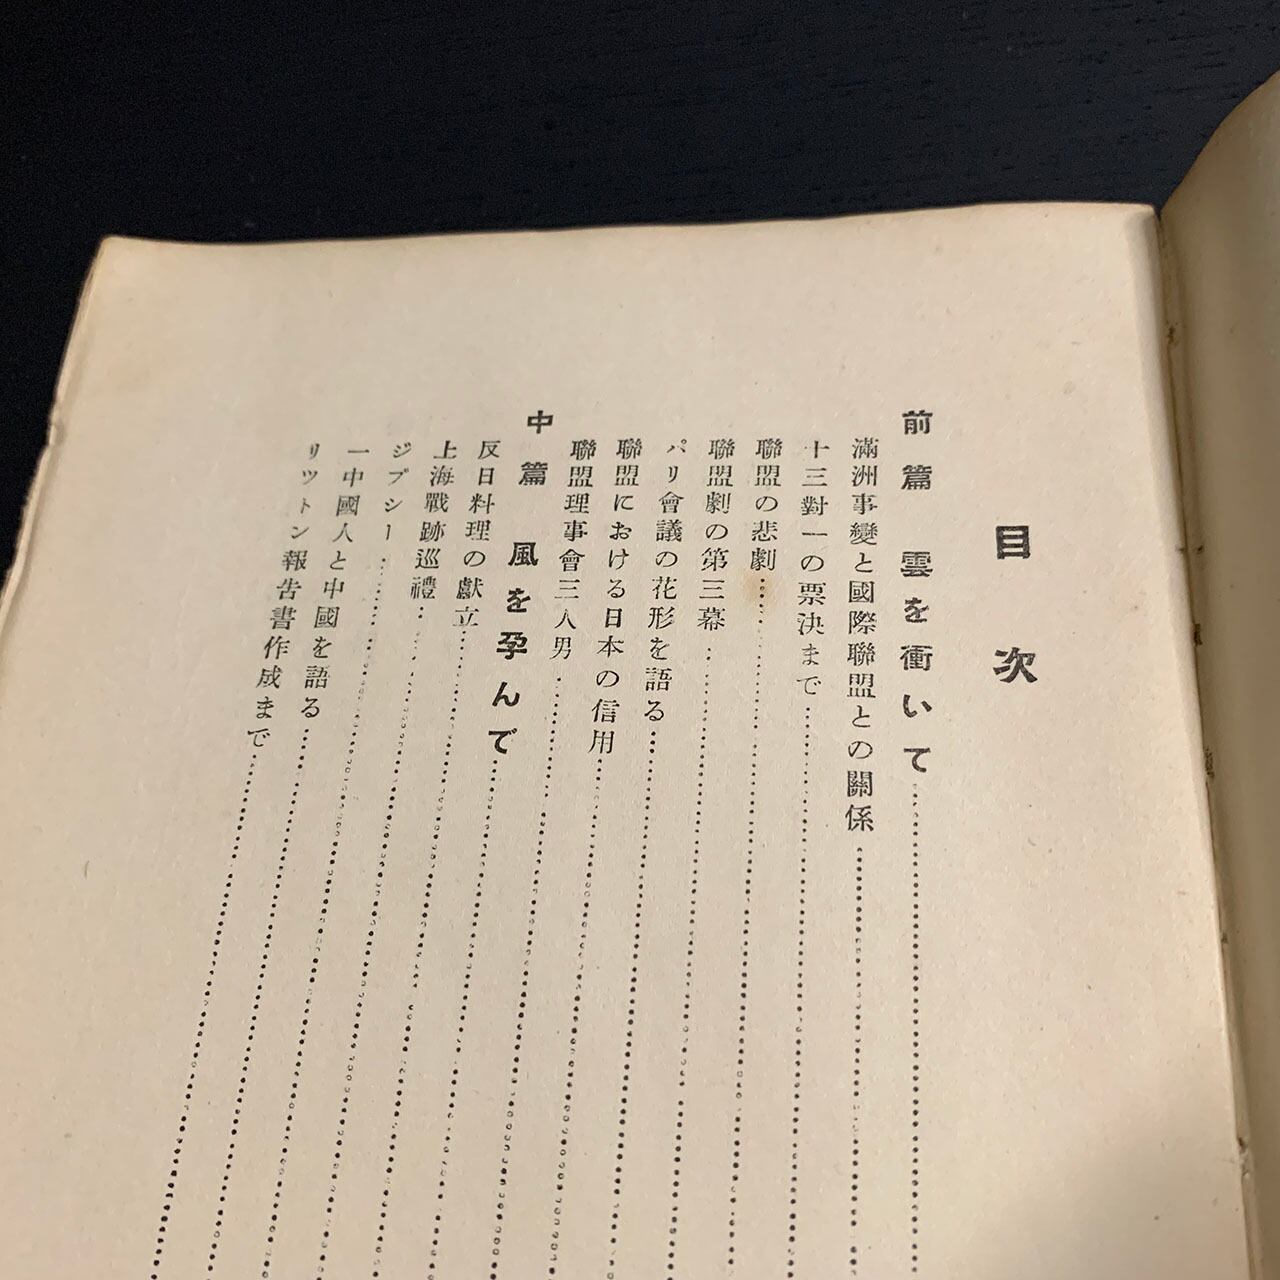 目次
前篇 雲を衝いて
滿洲事變と國際聯盟との關係
十三對一の票決まで
聯盟の悲劇
聯盟劇の第三幕
パリ會議の花形を語る
聯盟における日本の信用
聯盟理事會三人男
中篇 風を孕んで
反日料理の獻立
上海戰跡巡禮
ジプシー
一中國人と中國を語る
リツトン報告書作成まで